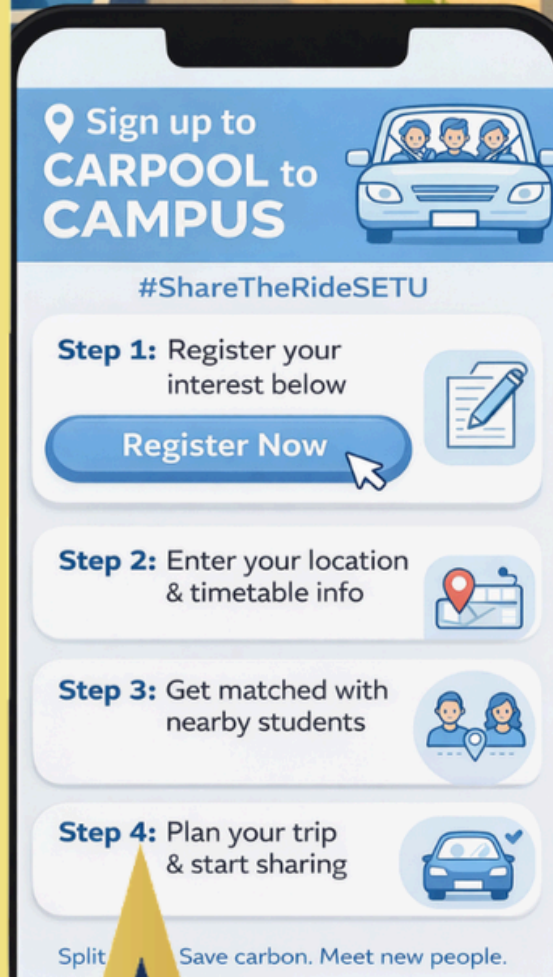 Sign up to
CARPOOL to
CAMPUS
#ShareTheRideSETU
Step 1: Register your
interest below
Register Now
Step 2: Enter your location
& timetable info
Step 3: Get matched with
nearby students
Step 4: Plan your trip
& start sharing
Split Save carbon. Meet new people.